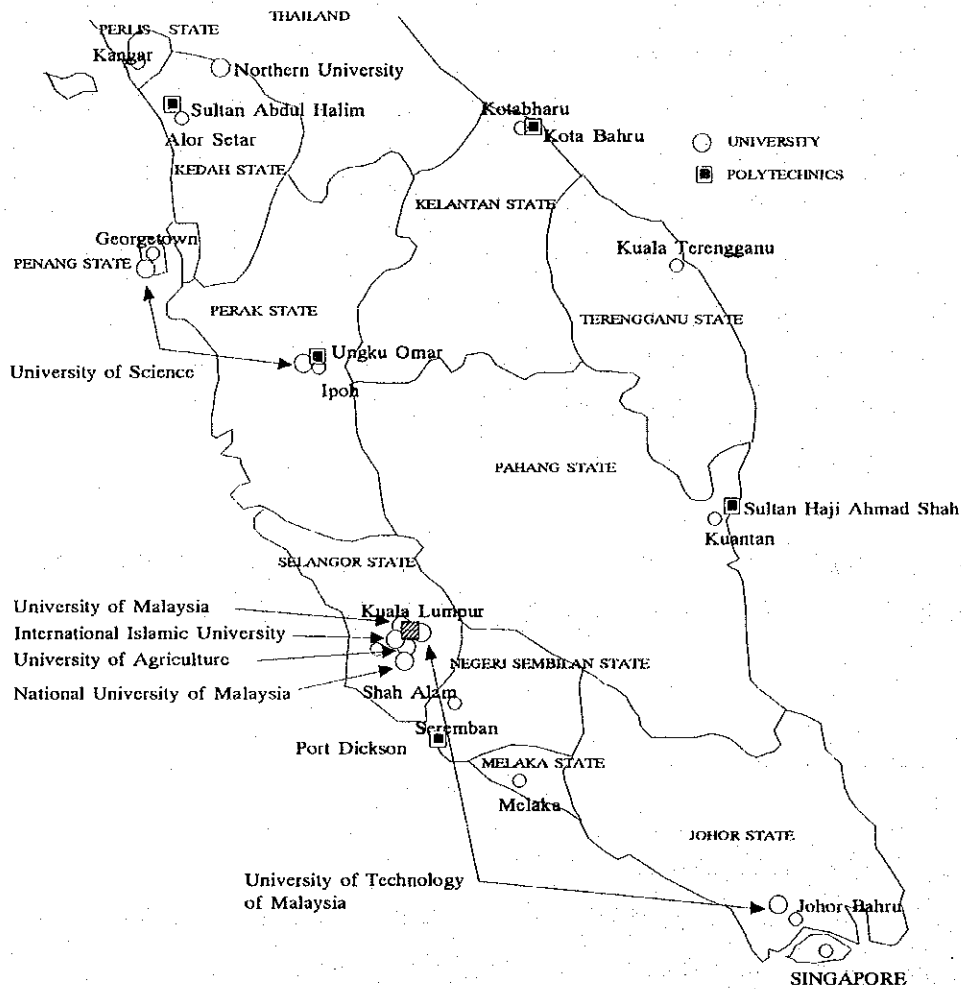 THAILAND
PERLIS STATE
Kangar
Northern University
Sultan Abdul Halim
Alor Setar
KEDAH STATE
Kotabharu
Kota Bahru
UNIVERSITY
POLYTECHNICS
KELANTAN STATE
Georgetown
PENANG STATE
Kuala Terengganu
PERAK STATE
TERENGGANU STATE
Ungku Omar
University of Science
Ipoh
PAHANG STATE
Sultan Haji Ahmad Shah
Kuantan
SELANGOR STATE
University of Malaysia
Kuala Lumpur
International Islamic University
University of Agriculture
NEGERI SEMBILAN STATE
National University of Malaysia
Shah Alam
Seremban
Port Dickson
MELAKA STATE
Melaka
JOHOR STATE
University of Technology
of Malaysia
Johor Bahru
SINGAPORE